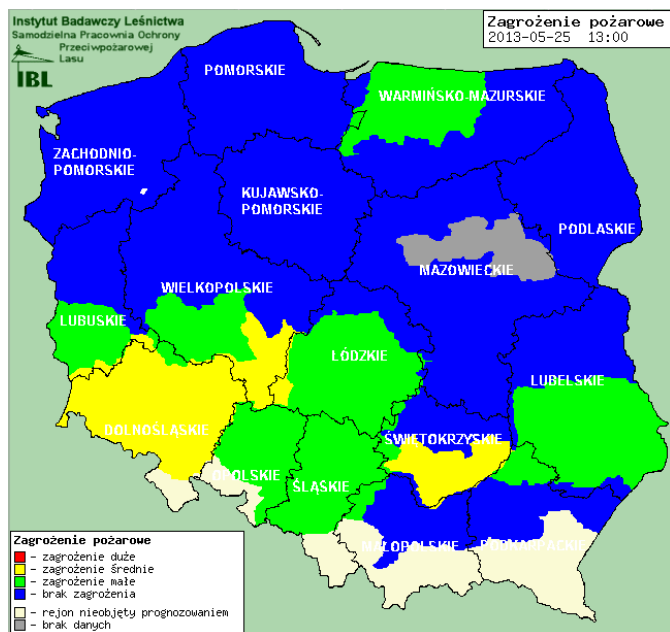 Instytut Badawczy Leśnictwa
Samodzielna Pracownia Ochrony
Przeciwpożarowej
Lasu
IBL
Zagrożenie pożarowe
2013-05-25 13:00
POMORSKIE
WARMIŃSKO-MAZURSKIE
ZACHODNIO-
POMORSKIE
KUJAWSKO-
POMORSKIE
PODLASKIE
MAZOWIECKIE
WIELKOPOLSKIE
LUBUSKIE
ŁÓDZKIE
LUBELSKIE
DOLNOŚLĄSKIE
ŚWIĘTOKRZYSKIE
OPOLSKIE
ŚLĄSKIE
MAŁOPOLSKIE
PODKARPACKIE
Zagrożenie pożarowe
- zagrożenie duże
- zagrożenie średnie
- zagrożenie małe
- brak zagrożenia
- rejon nieobjęty prognozowaniem
- brak danych